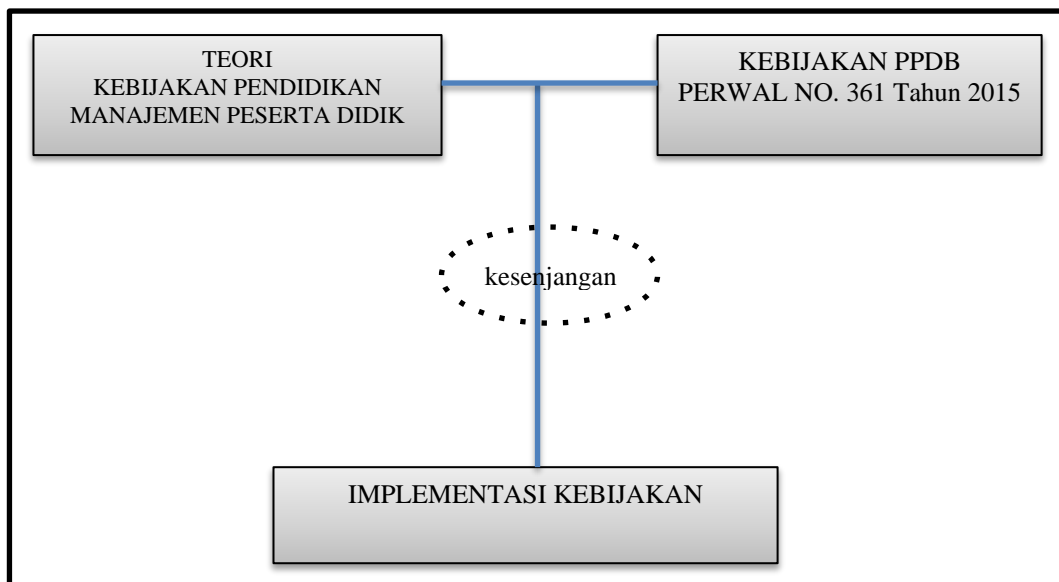 TEORI
KEBIJAKAN PENDIDIKAN
MANAJEMEN PESERTA DIDIK
KEBIJAKAN PPDB
PERWAL NO. 361 Tahun 2015
kesenjangan
IMPLEMENTASI KEBIJAKAN